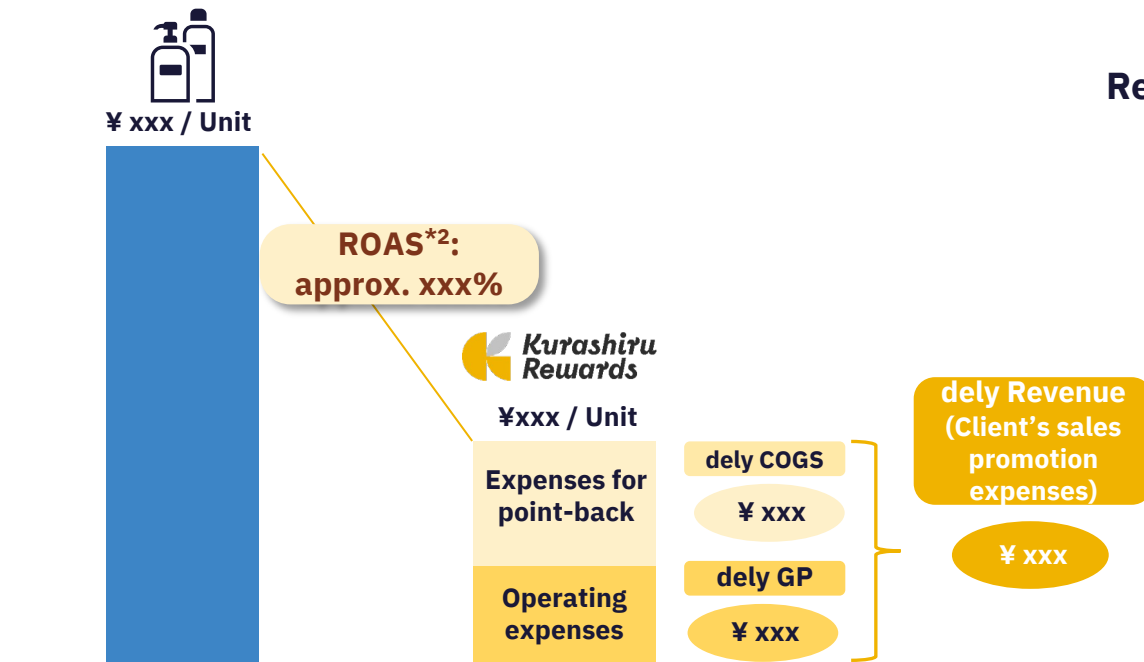 ¥ xxx / Unit
Re
ROAS*2:
approx. xxx%
Kurashiru
Rewards
¥xxx / Unit
Expenses for
point-back
Operating
expenses
dely COGS
¥ xxx
dely GP
¥ xxx
dely Revenue
(Client’s sales
promotion
expenses)
¥ xxx